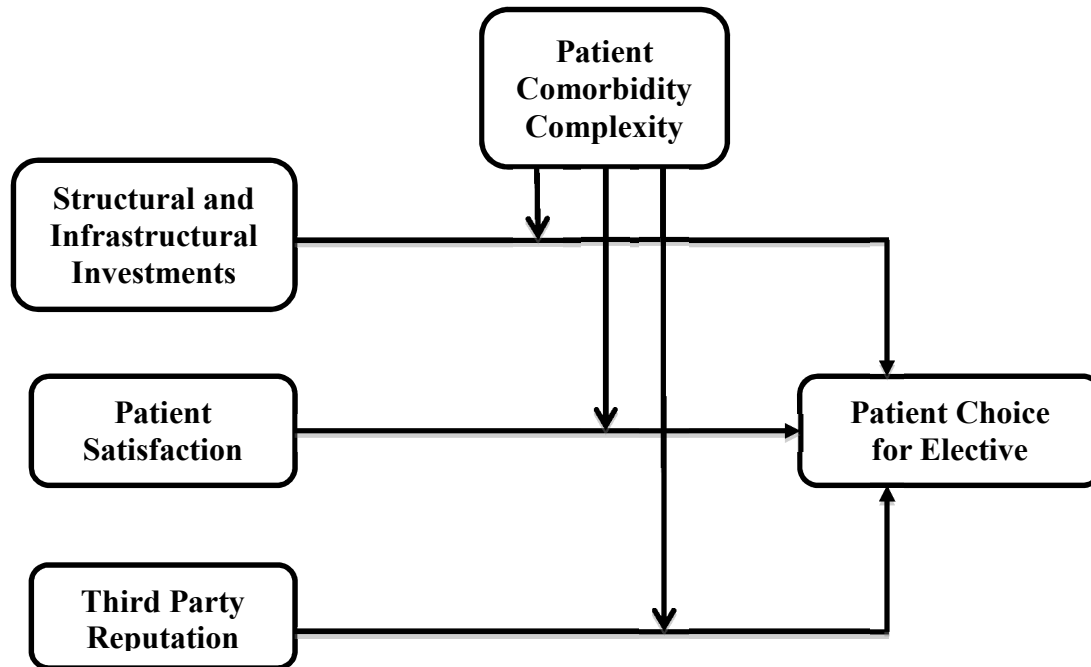 Patient
Comorbidity
Complexity
Structural and
Infrastructural
Investments
Patient
Satisfaction
Patient Choice
for Elective
Third Party
Reputation